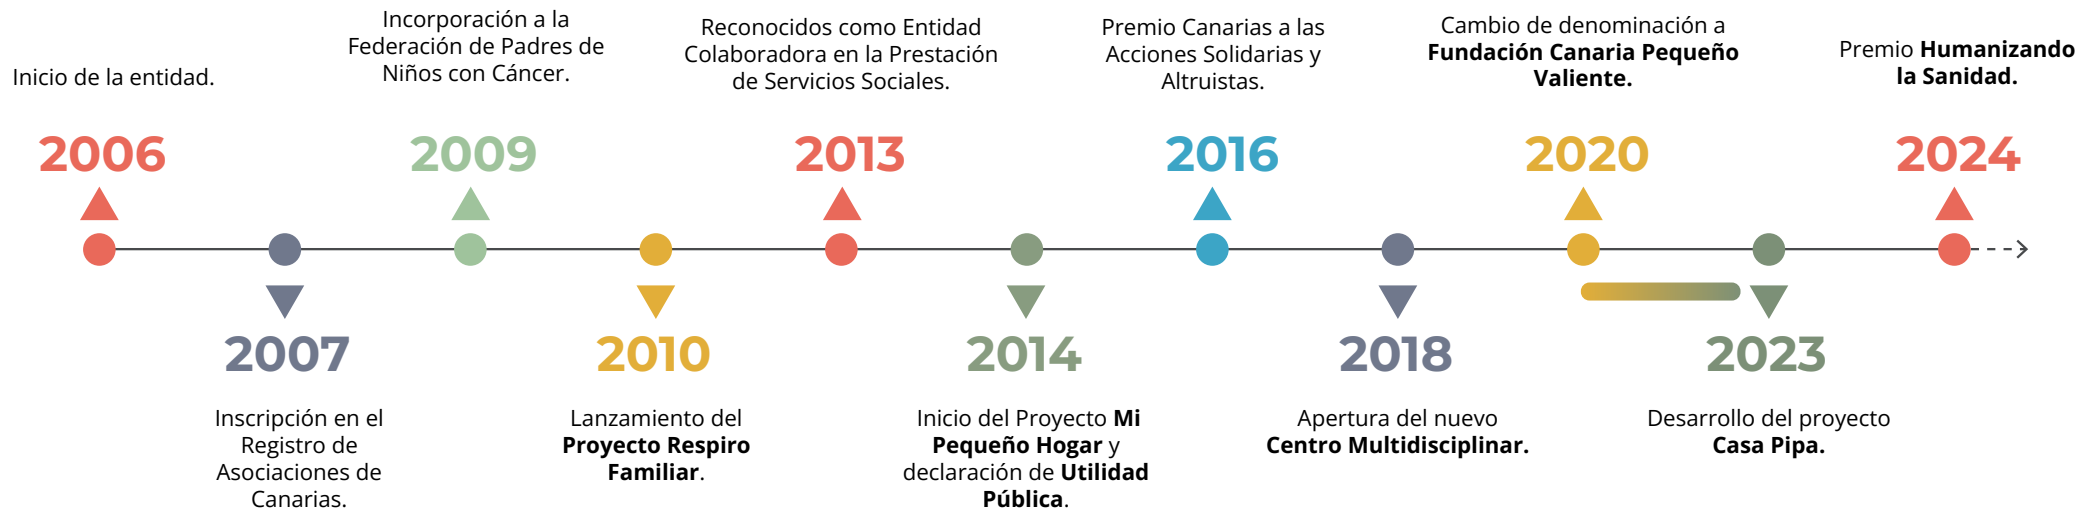 Inicio de la entidad.
2006
Inscripción en el
Registro de
Asociaciones de
Canarias.
2007
Incorporación a la
Federación de Padres de
Niños con Cáncer.
2009
Lanzamiento del
Proyecto Respiro
Familiar.
2010
Reconocidos como Entidad
Colaboradora en la Prestación
de Servicios Sociales.
2013
Inicio del Proyecto Mi
Pequeño Hogar y
declaración de Utilidad
Pública.
2014
Premio Canarias a las
Acciones Solidarias y
Altruistas.
2016
Apertura del nuevo
Centro Multidisciplinar.
2018
Cambio de denominación a
Fundación Canaria Pequeño
Valiente.
2020
Desarrollo del proyecto
Casa Pipa.
2023
Premio Humanizando
la Sanidad.
2024